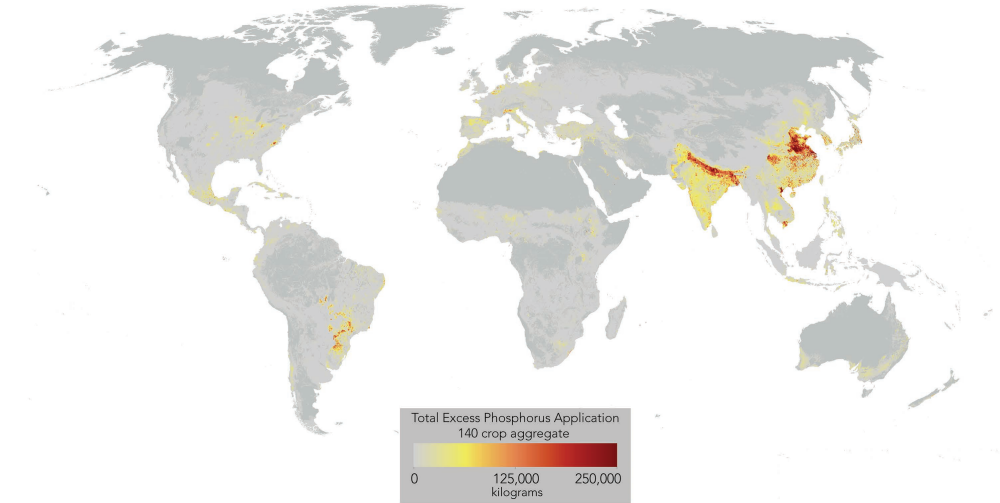 Total Excess Phosphorus Application
140 crop aggregate
0 125,000 250,000
kilograms